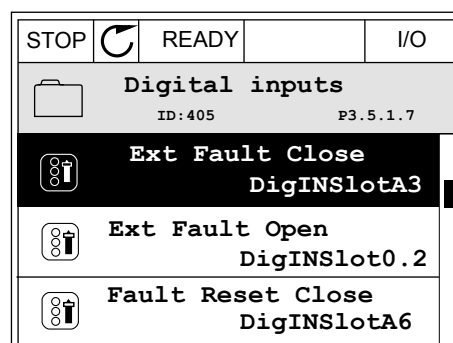 STOP READY I/O
Digital inputs
ID:405 P3.5.1.7
Ext Fault Close
DigINSlotA3
Ext Fault Open
DigINSlot0.2
Fault Reset Close
DigINSlotA6